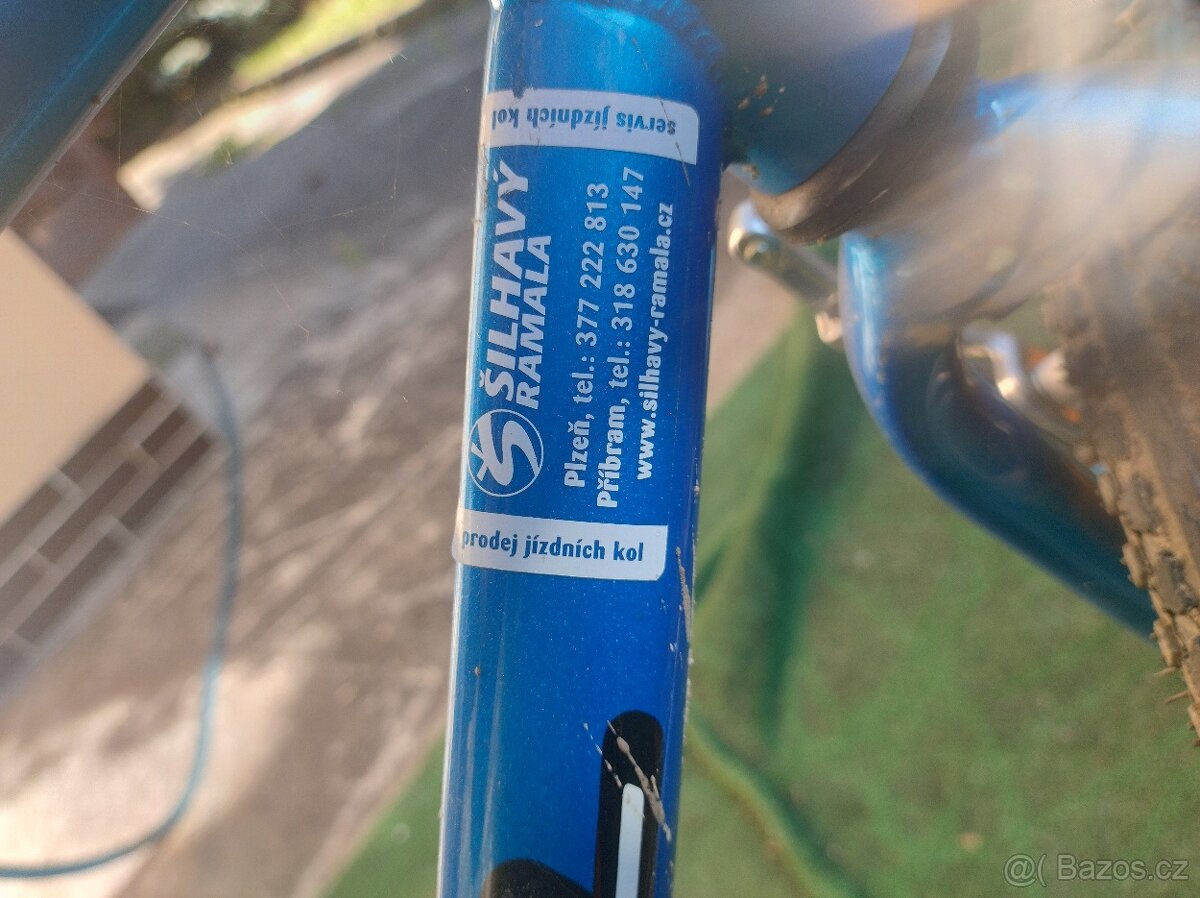 servis jízdních kol
ŠILHAVÝ
RAMALA
Plzeň, tel.: 377 222 813
Příbram, tel.: 318 630 147
www.silhavy-ramala.cz
prodej jízdních kol
Bazos.cz